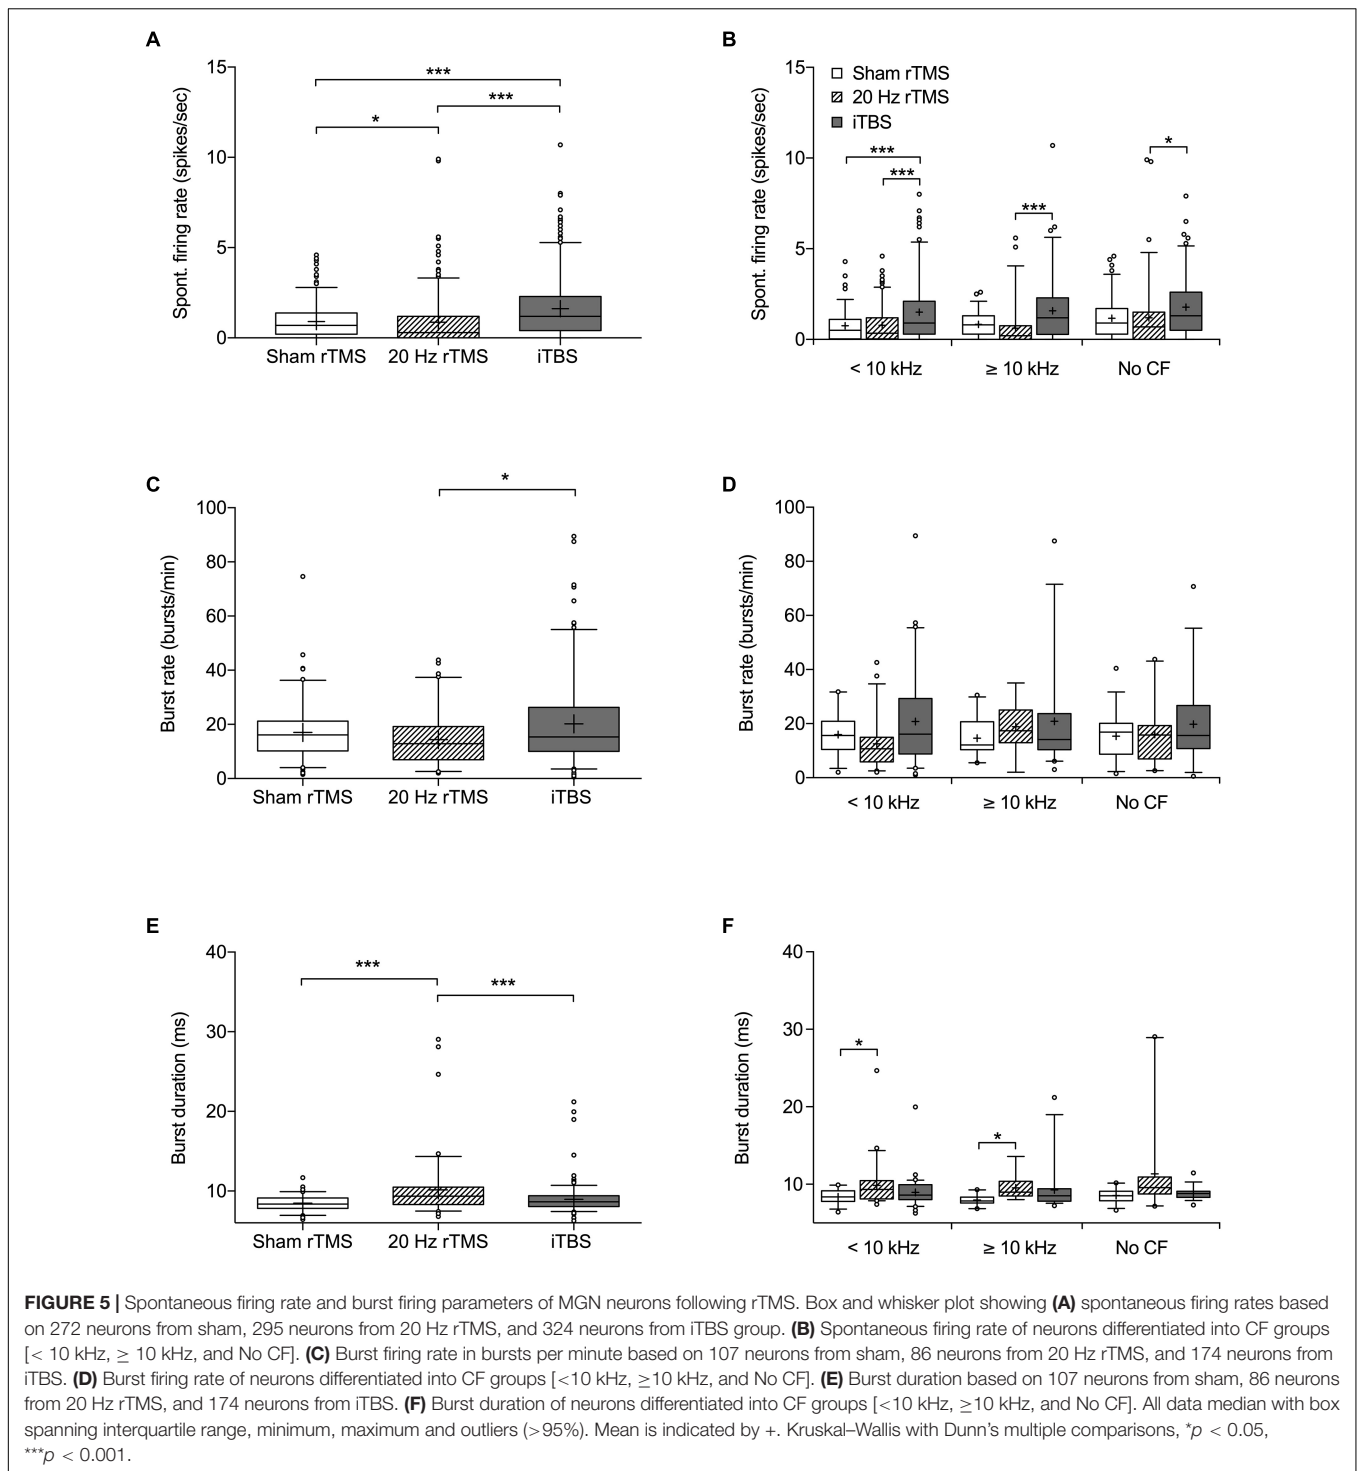 A
15
10
5
0
Spont. firing rate (spikes/sec)
***
***
*
Sham rTMS
20 Hz rTMS
iTBS
B
15
10
5
0
Spont. firing rate (spikes/sec)
Sham rTMS
20 Hz rTMS
iTBS
***
***
***
*
< 10 kHz
≥ 10 kHz
No CF
C
100
80
60
40
20
0
Burst rate (bursts/min)
*
Sham rTMS
20 Hz rTMS
iTBS
D
100
80
60
40
20
0
Burst rate (bursts/min)
< 10 kHz
≥ 10 kHz
No CF
E
40
30
20
10
Burst duration (ms)
***
***
Sham rTMS
20 Hz rTMS
iTBS
F
40
30
20
10
Burst duration (ms)
*
*
< 10 kHz
≥ 10 kHz
No CF
FIGURE 5 | Spontaneous firing rate and burst firing parameters of MGN neurons following rTMS. Box and whisker plot showing (A) spontaneous firing rates based
on 272 neurons from sham, 295 neurons from 20 Hz rTMS, and 324 neurons from iTBS group. (B) Spontaneous firing rate of neurons differentiated into CF groups
[< 10 kHz, ≥ 10 kHz, and No CF]. (C) Burst firing rate in bursts per minute based on 107 neurons from sham, 86 neurons from 20 Hz rTMS, and 174 neurons from
iTBS. (D) Burst firing rate of neurons differentiated into CF groups [<10 kHz, ≥10 kHz, and No CF]. (E) Burst duration based on 107 neurons from sham, 86 neurons
from 20 Hz rTMS, and 174 neurons from iTBS. (F) Burst duration of neurons differentiated into CF groups [<10 kHz, ≥10 kHz, and No CF]. All data median with box
spanning interquartile range, minimum, maximum and outliers (>95%). Mean is indicated by +. Kruskal–Wallis with Dunn's multiple comparisons, *p < 0.05,
***p < 0.001.